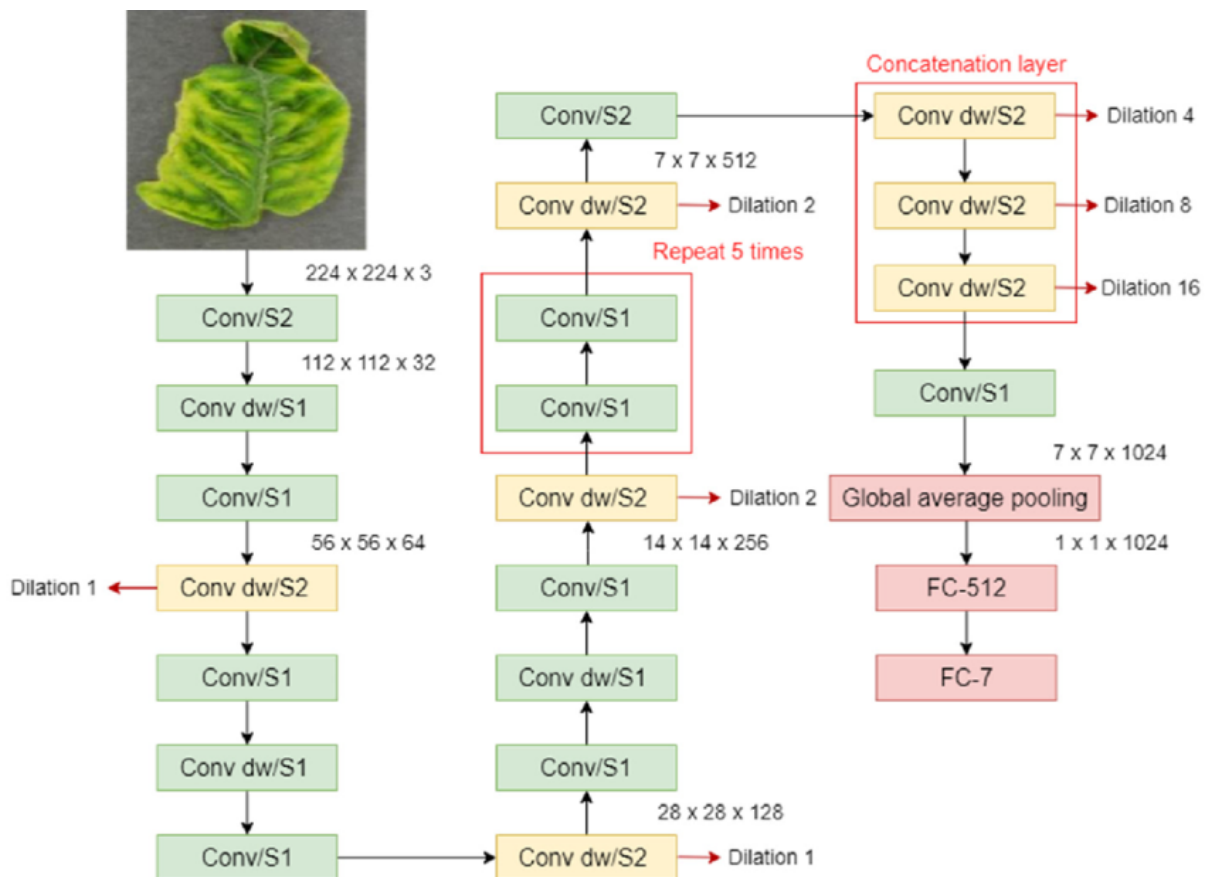 224 x 224 x 3
Conv/S2
112 x 112 x 32
Conv dw/S1
Conv/S1
56 x 56 x 64
Dilation 1
Conv dw/S2
Conv/S1
Conv dw/S1
Conv/S1
Conv dw/S2
Dilation 1
28 x 28 x 128
Conv/S1
Conv dw/S1
Conv/S1
14 x 14 x 256
Conv dw/S2
Dilation 2
Conv/S1
Conv/S1
Repeat 5 times
Conv dw/S2
Dilation 2
7 x 7 x 512
Conv/S2
Concatenation layer
Conv dw/S2
Dilation 4
Conv dw/S2
Dilation 8
Conv dw/S2
Dilation 16
Conv/S1
7 x 7 x 1024
Global average pooling
1 x 1 x 1024
FC-512
FC-7